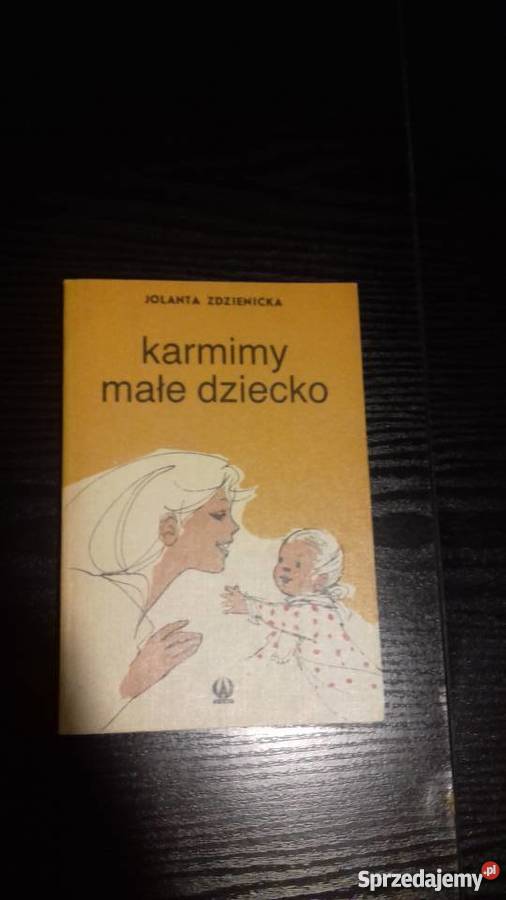 JOLANTA ZDZIENICKA
karmimy
małe dziecko
Sprzedajemy.pl